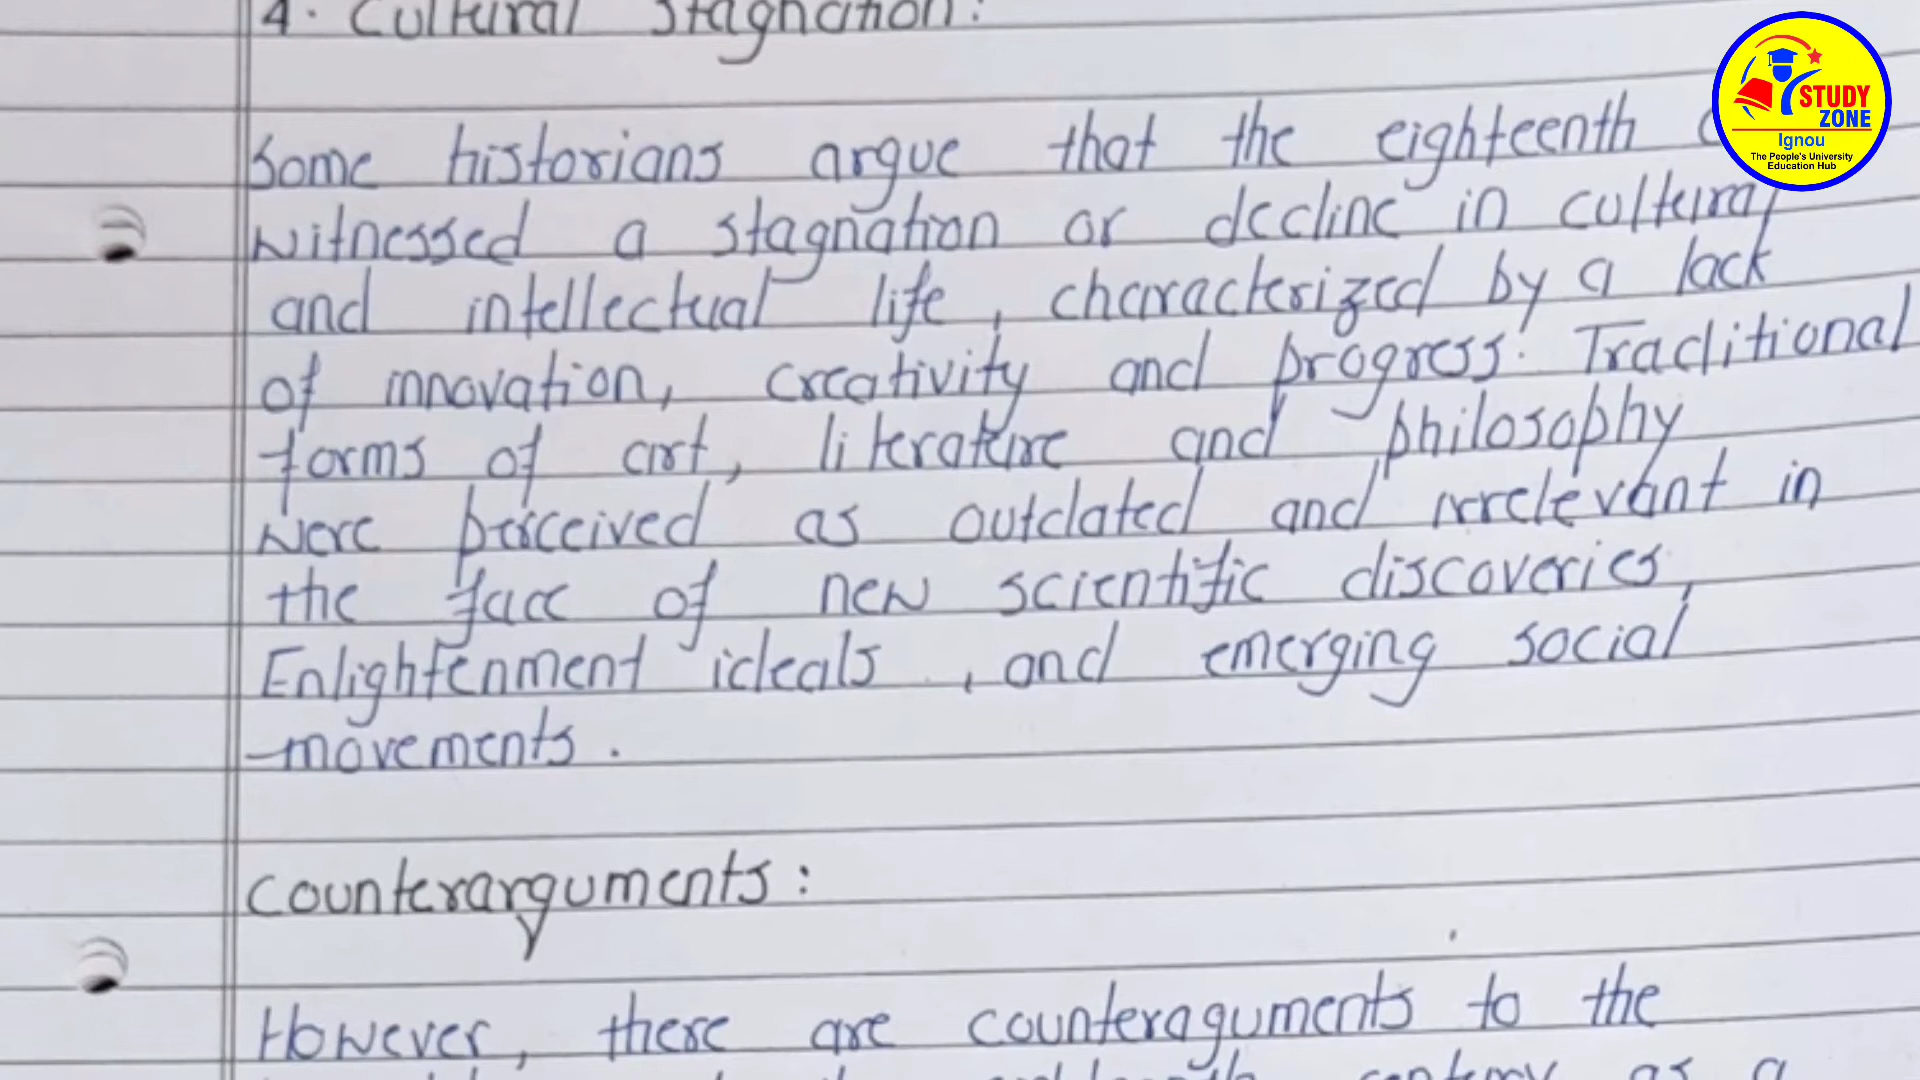 4. Cultural Stagnation:
Some historians argue that the eighteenth
witnessed a stagnation or decline in cultural
and intellectual life, characterized by a lack
of innovation, creativity and progress. Traditional
forms of art, literature and philosophy
were perceived as outdated and irrelevant in
the face of new scientific discoveries,
Enlightenment ideals, and emerging social
movements.
Counterarguments:
However, there are counteraguments to the
century as a
STUDY
ZONE
Ignou
The People's University
Education Hub